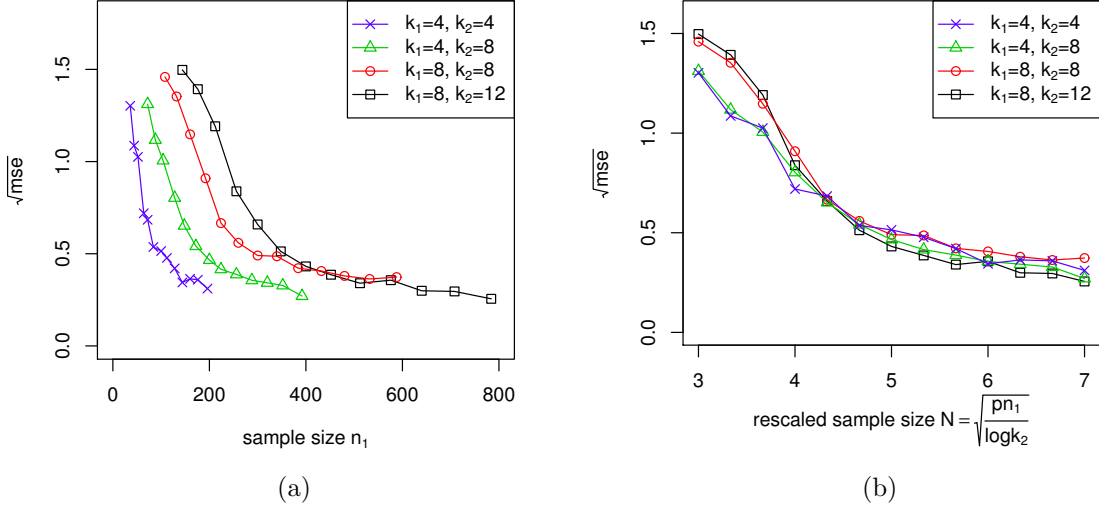 k₁=4, k₂=4
k₁=4, k₂=8
k₁=8, k₂=8
k₁=8, k₂=12
√mse
0.0 0.5 1.0 1.5
0 200 400 600 800
sample size n₁
(a)
k₁=4, k₂=4
k₁=4, k₂=8
k₁=8, k₂=8
k₁=8, k₂=12
√mse
0.0 0.5 1.0 1.5
3 4 5 6 7
rescaled sample size N = √(pn₁/logk₂)
(b)